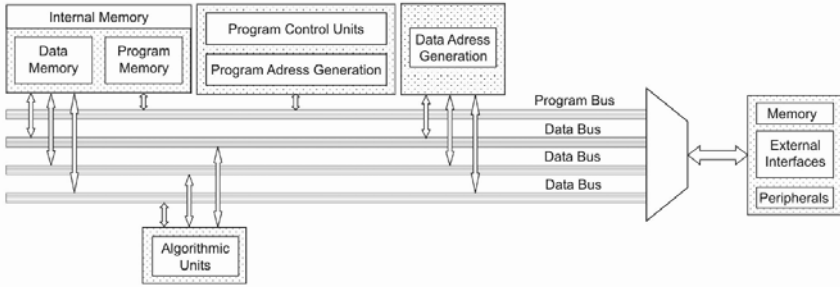 Internal Memory
Data
Memory
Program
Memory
Program Control Units
Program Adress Generation
Data Adress
Generation
Program Bus
Data Bus
Data Bus
Data Bus
Memory
External
Interfaces
Peripherals
Algorithmic
Units